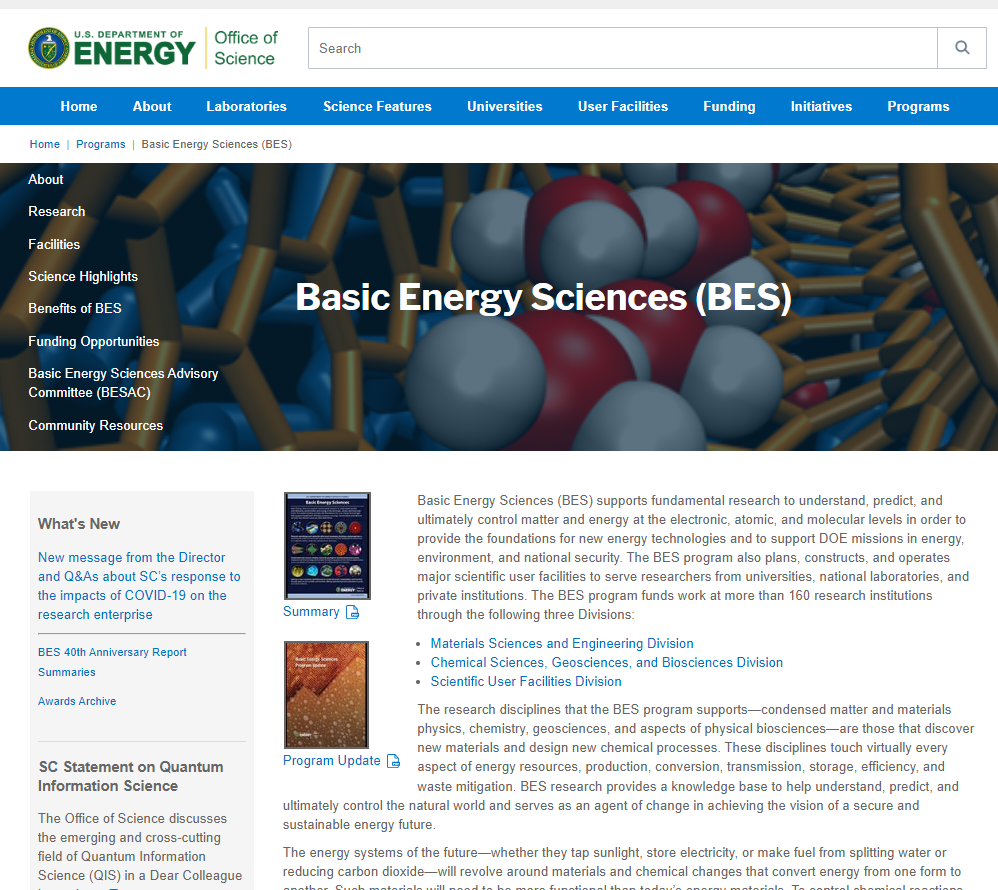 U.S. DEPARTMENT OF
ENERGY
Office of
Science
Search
Home About Laboratories Science Features Universities User Facilities Funding Initiatives Programs
Home | Programs | Basic Energy Sciences (BES)
About
Research
Facilities
Science Highlights
Benefits of BES
Funding Opportunities
Basic Energy Sciences Advisory
Committee (BESAC)
Community Resources
Basic Energy Sciences (BES)
What's New
New message from the Director
and Q&As about SC's response to
the impacts of COVID-19 on the
research enterprise
BES 40th Anniversary Report
Summaries
Awards Archive
SC Statement on Quantum
Information Science
The Office of Science discusses
the emerging and cross-cutting
field of Quantum Information
Science (QIS) in a Dear Colleague
Basic Energy Sciences
Summary
Basic Energy Sciences
Program Update
Program Update
Basic Energy Sciences (BES) supports fundamental research to understand, predict, and
ultimately control matter and energy at the electronic, atomic, and molecular levels in order to
provide the foundations for new energy technologies and to support DOE missions in energy,
environment, and national security. The BES program also plans, constructs, and operates
major scientific user facilities to serve researchers from universities, national laboratories, and
private institutions. The BES program funds work at more than 160 research institutions
through the following three Divisions:
• Materials Sciences and Engineering Division
• Chemical Sciences, Geosciences, and Biosciences Division
• Scientific User Facilities Division
The research disciplines that the BES program supports—condensed matter and materials
physics, chemistry, geosciences, and aspects of physical biosciences—are those that discover
new materials and design new chemical processes. These disciplines touch virtually every
aspect of energy resources, production, conversion, transmission, storage, efficiency, and
waste mitigation. BES research provides a knowledge base to help understand, predict, and
ultimately control the natural world and serves as an agent of change in achieving the vision of a secure and
sustainable energy future.
The energy systems of the future—whether they tap sunlight, store electricity, or make fuel from splitting water or
reducing carbon dioxide—will revolve around materials and chemical changes that convert energy from one form to
another. Such materials will need to be more functional than today's energy materials. To control chemical reactions